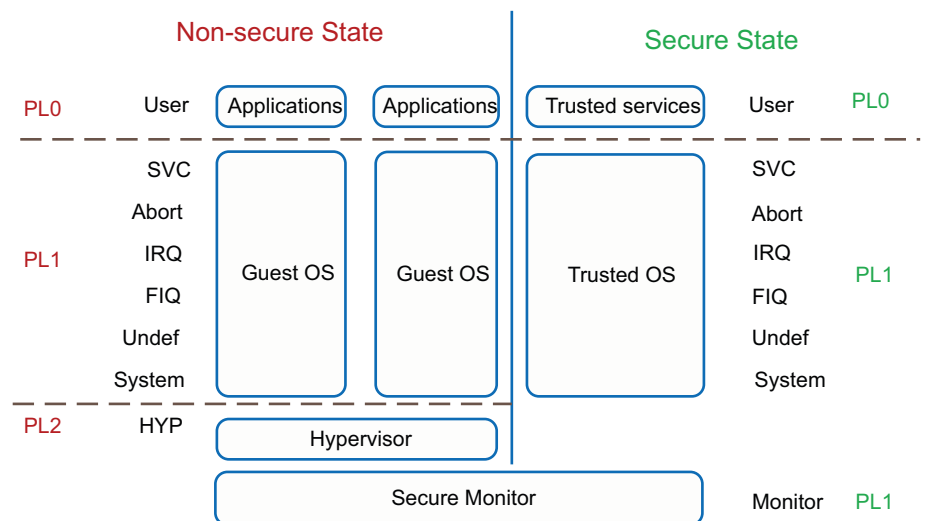 Non-secure State
Secure State
PL0 User Applications Applications Trusted services User PL0
SVC SVC
Abort Abort
PL1 IRQ Guest OS Guest OS Trusted OS IRQ PL1
FIQ FIQ
Undef Undef
System System
PL2 HYP Hypervisor
Secure Monitor Monitor PL1